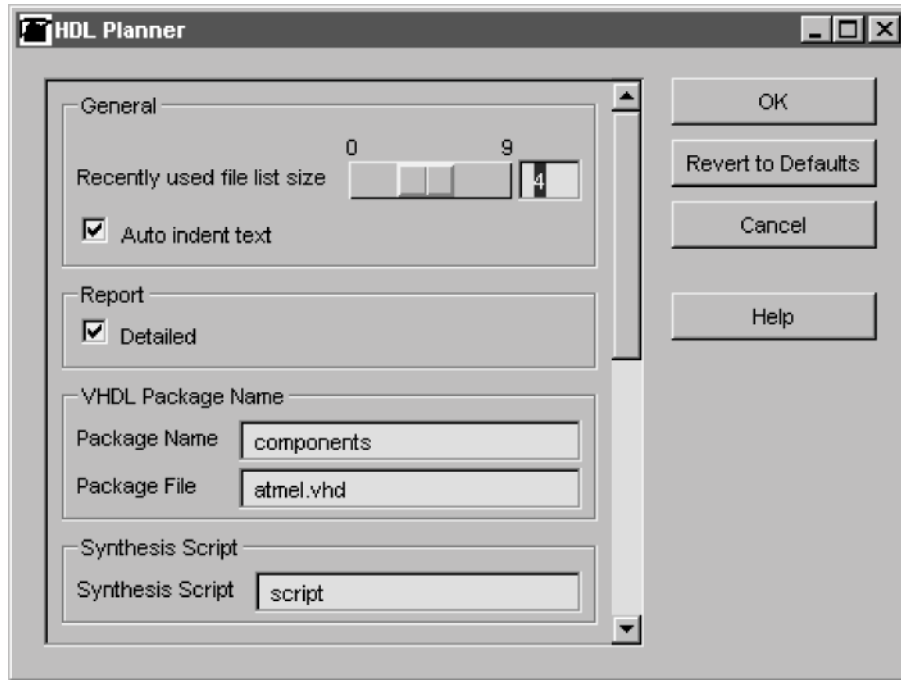 HDL Planner
General
0 9
Recently used file list size 4
Auto indent text
Report
Detailed
VHDL Package Name
Package Name components
Package File atmel.vhd
Synthesis Script
Synthesis Script script
OK
Revert to Defaults
Cancel
Help